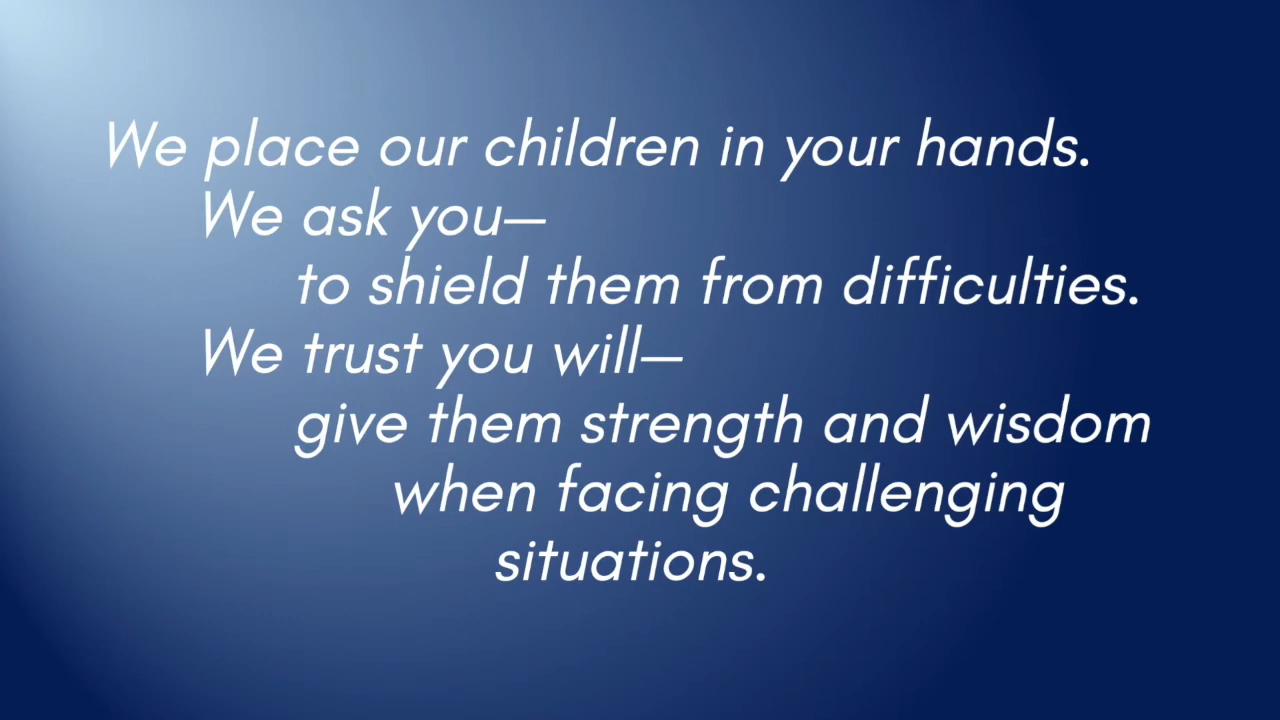 We place our children in your hands.
We ask you—
to shield them from difficulties.
We trust you will—
give them strength and wisdom
when facing challenging
situations.